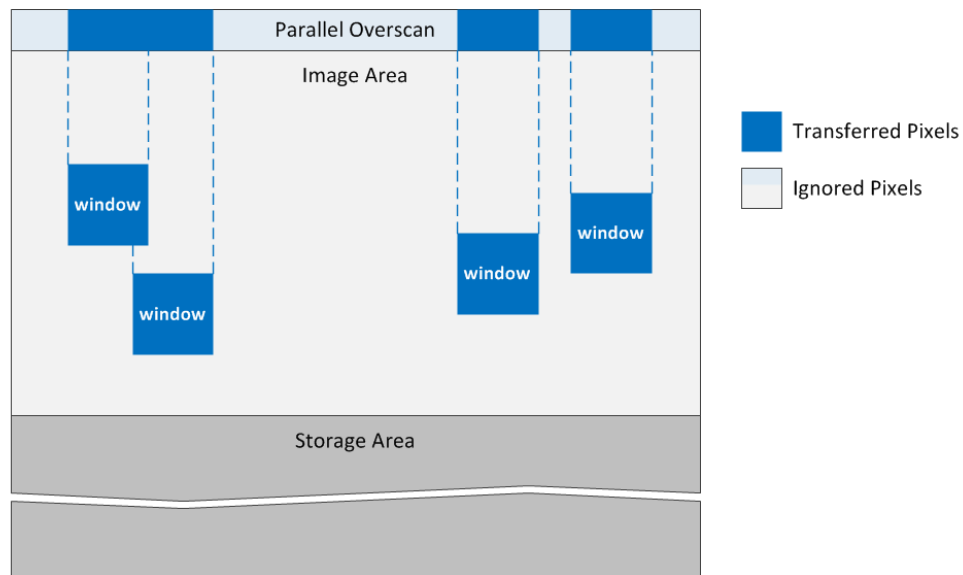 Parallel Overscan
Image Area
Transferred Pixels
Ignored Pixels
window
window
window
window
Storage Area